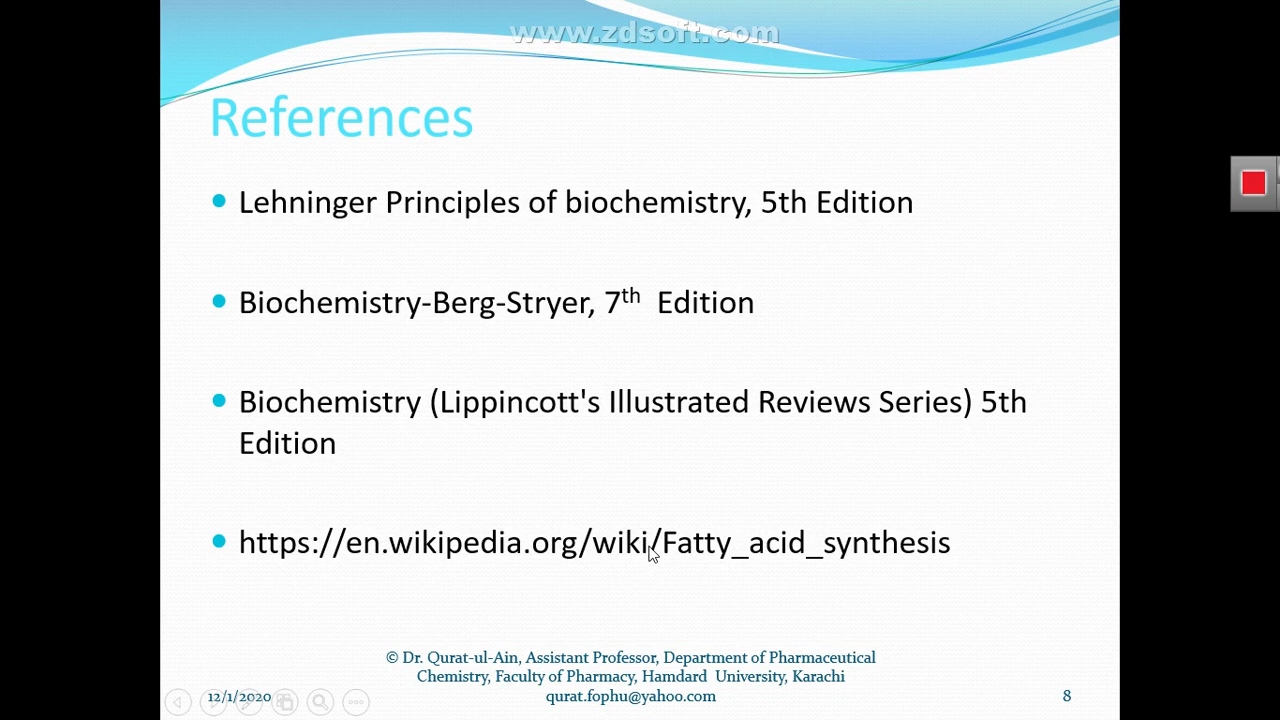 www.zdsoft.com
References
Lehninger Principles of biochemistry, 5th Edition
Biochemistry-Berg-Stryer, 7th Edition
Biochemistry (Lippincott's Illustrated Reviews Series) 5th
Edition
https://en.wikipedia.org/wiki/Fatty_acid_synthesis
© Dr. Qurat-ul-Ain, Assistant Professor, Department of Pharmaceutical
Chemistry, Faculty of Pharmacy, Hamdard University, Karachi
12/1/2020 qurat.fophu@yahoo.com 8